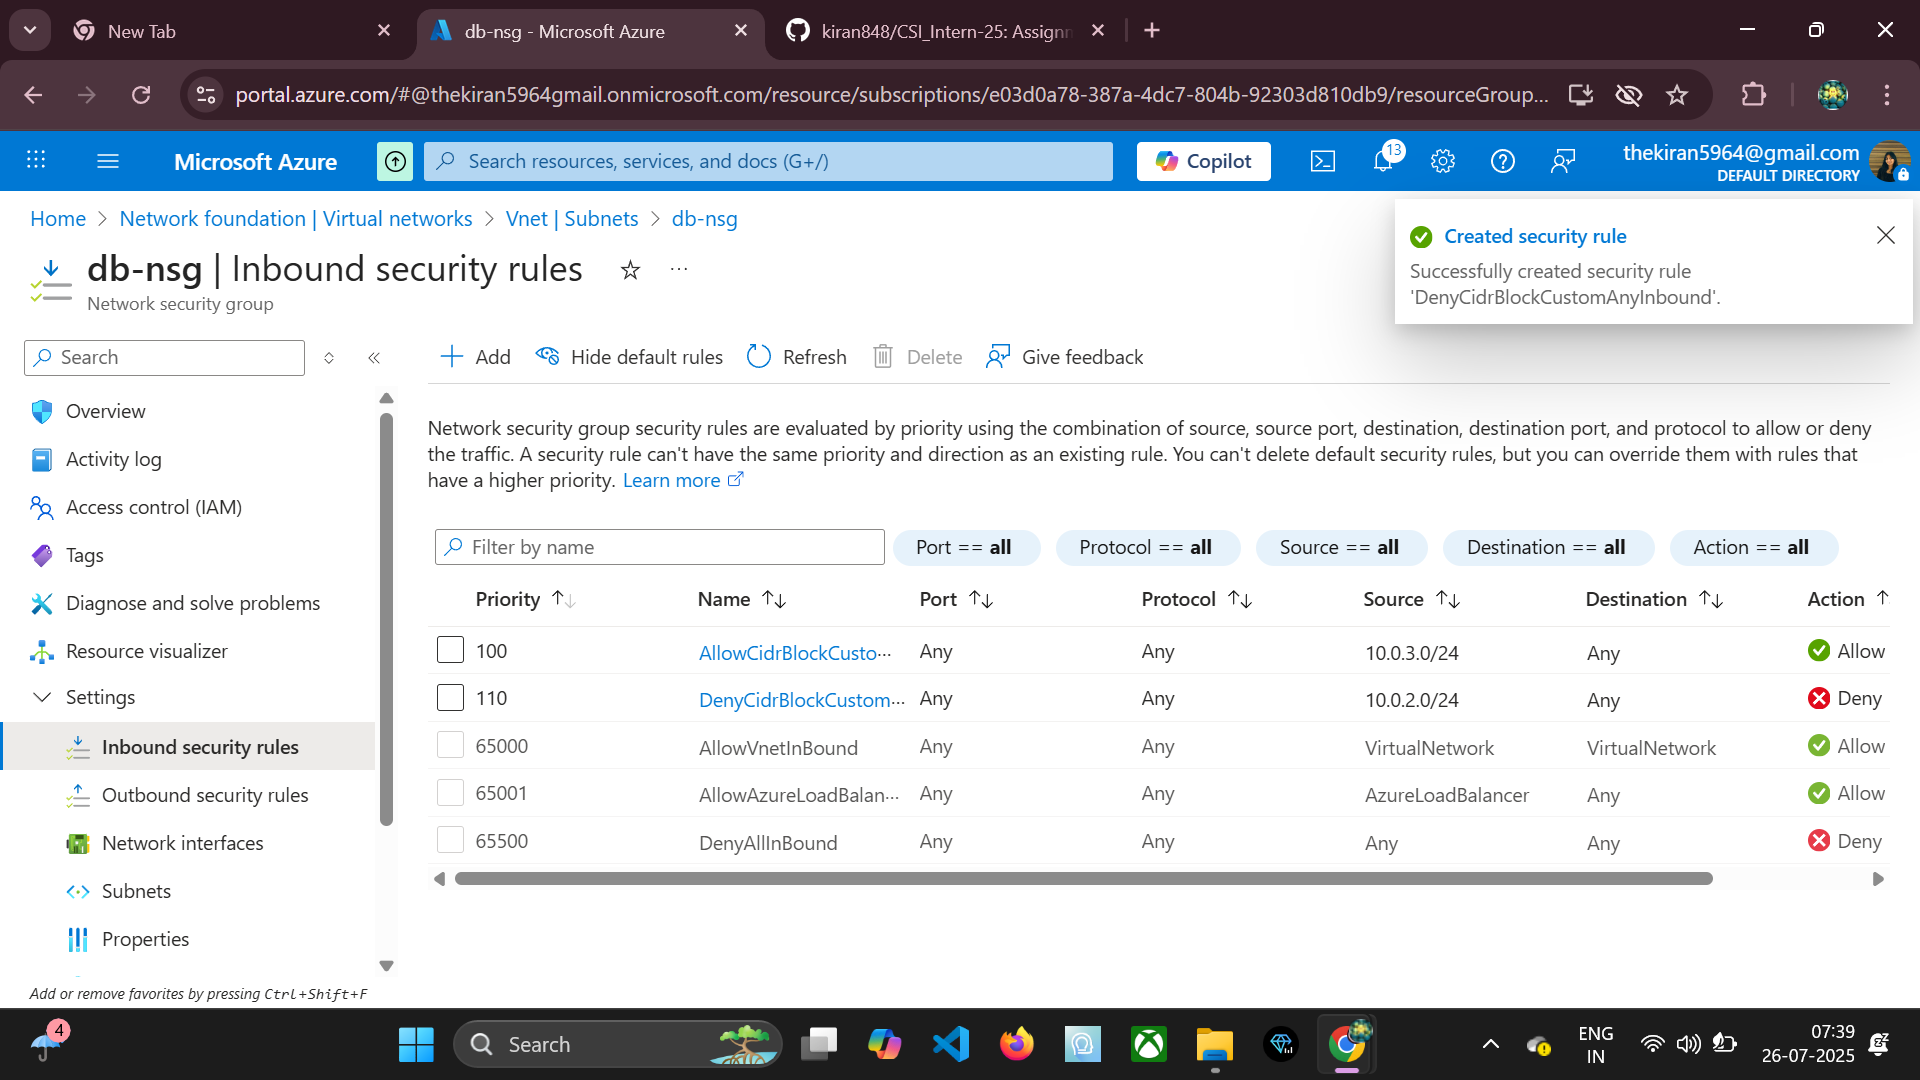 New Tab
db-nsg - Microsoft Azure
kiran848/CSI_Intern-25: Assignm
portal.azure.com/#@thekiran5964gmail.onmicrosoft.com/resource/subscriptions/e03d0a78-387a-4dc7-804b-92303d810db9/resourceGroup...
Microsoft Azure
Search resources, services, and docs (G+/)
Copilot
13
thekiran5964@gmail.com
DEFAULT DIRECTORY
Home > Network foundation | Virtual networks > Vnet | Subnets > db-nsg
db-nsg | Inbound security rules
Network security group
Created security rule
Successfully created security rule
'DenyCidrBlockCustomAnyInbound'.
Search
Add
Hide default rules
Refresh
Delete
Give feedback
Overview
Activity log
Access control (IAM)
Tags
Diagnose and solve problems
Resource visualizer
Settings
Inbound security rules
Outbound security rules
Network interfaces
Subnets
Properties
Add or remove favorites by pressing Ctrl+Shift+F
Network security group security rules are evaluated by priority using the combination of source, source port, destination, destination port, and protocol to allow or deny
the traffic. A security rule can't have the same priority and direction as an existing rule. You can't delete default security rules, but you can override them with rules that
have a higher priority. Learn more
Filter by name
Port == all
Protocol == all
Source == all
Destination == all
Action == all
Priority Name Port Protocol Source Destination Action
100 AllowCidrBlockCusto... Any Any 10.0.3.0/24 Any Allow
110 DenyCidrBlockCustom... Any Any 10.0.2.0/24 Any Deny
65000 AllowVnetInBound Any Any VirtualNetwork VirtualNetwork Allow
65001 AllowAzureLoadBalan... Any Any AzureLoadBalancer Any Allow
65500 DenyAllInBound Any Any Any Any Deny
4
Search
ENG
IN
07:39
26-07-2025